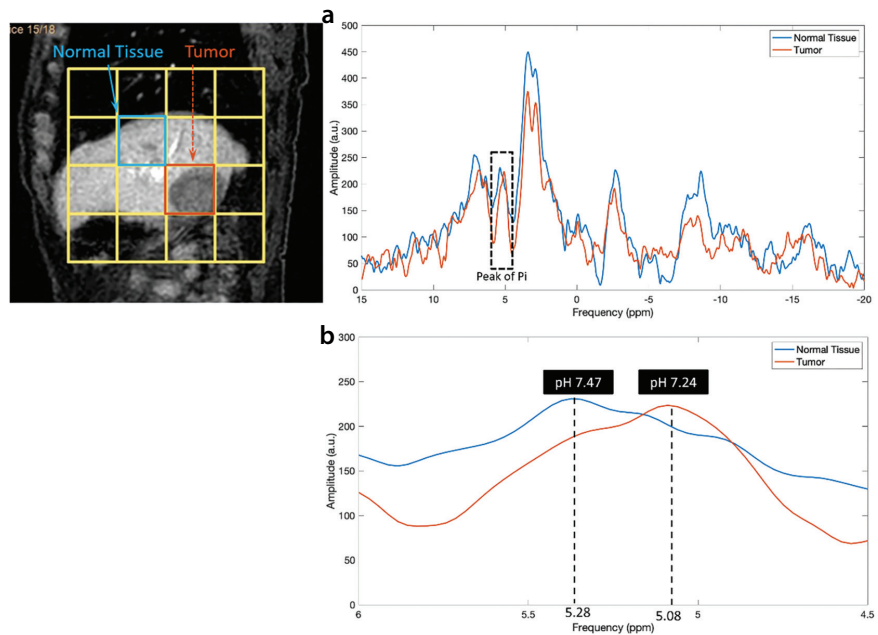 ice 15/18
Normal Tissue
Tumor
a
500
450
400
350
300
250
200
150
100
50
0
Amplitude (a.u.)
15
10
5
0
-5
-10
-15
-20
Frequency (ppm)
Normal Tissue
Tumor
Peak of Pi
b
300
250
200
150
100
50
0
Amplitude (a.u.)
pH 7.47
pH 7.24
Normal Tissue
Tumor
6
5.5
5.28
5.08
5
4.5
Frequency (ppm)